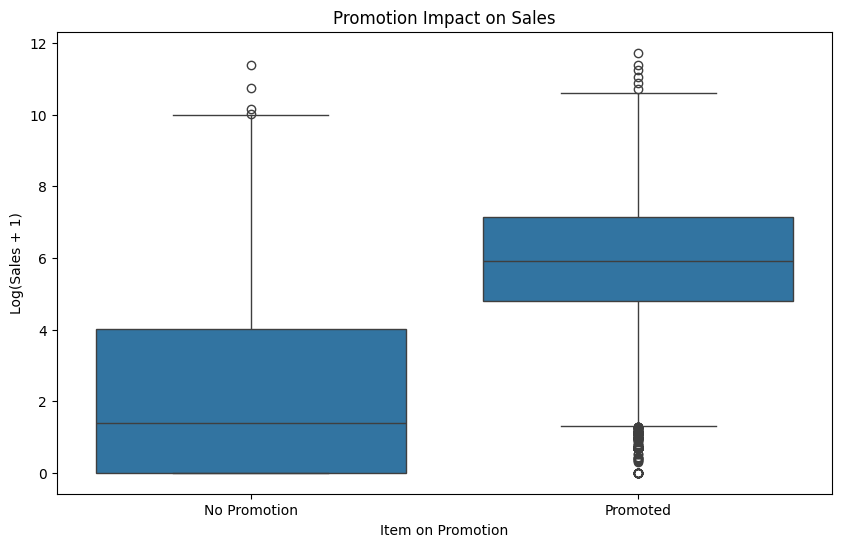 Promotion Impact on Sales
12
10
8
6
4
2
0
Log(Sales + 1)
No Promotion
Promoted
Item on Promotion